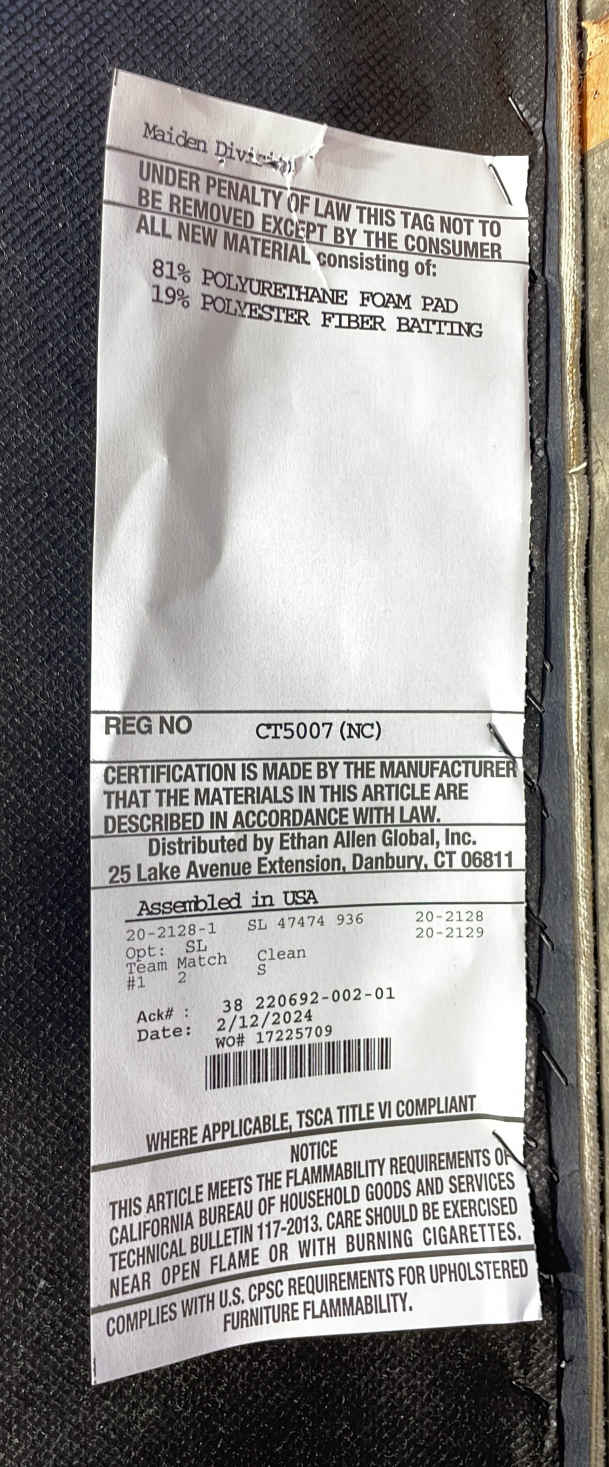 Maiden Division
UNDER PENALTY OF LAW THIS TAG NOT TO
BE REMOVED EXCEPT BY THE CONSUMER
ALL NEW MATERIAL consisting of:
81% POLYURETHANE FOAM PAD
19% POLYESTER FIBER BATTING
REG NO CT5007 (NC)
CERTIFICATION IS MADE BY THE MANUFACTURER
THAT THE MATERIALS IN THIS ARTICLE ARE
DESCRIBED IN ACCORDANCE WITH LAW.
Distributed by Ethan Allen Global, Inc.
25 Lake Avenue Extension, Danbury, CT 06811
Assembled in USA
20-2128-1 SL 47474 936 20-2128
Opt: SL 20-2129
Team Match Clean
#1 2 S
Ack# : 38 220692-002-01
Date: 2/12/2024
WO# 17225709
WHERE APPLICABLE, TSCA TITLE VI COMPLIANT
NOTICE
THIS ARTICLE MEETS THE FLAMMABILITY REQUIREMENTS OF
CALIFORNIA BUREAU OF HOUSEHOLD GOODS AND SERVICES
TECHNICAL BULLETIN 117-2013. CARE SHOULD BE EXERCISED
NEAR OPEN FLAME OR WITH BURNING CIGARETTES.
COMPLIES WITH U.S. CPSC REQUIREMENTS FOR UPHOLSTERED
FURNITURE FLAMMABILITY.